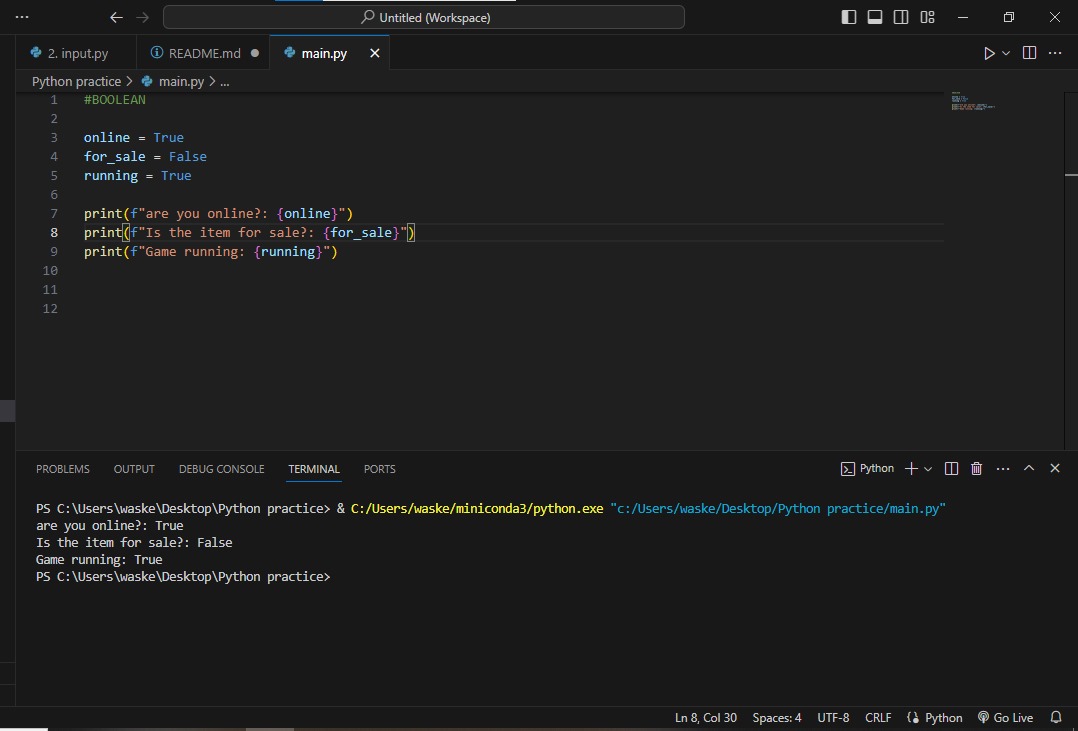 Untitled (Workspace)
2. input.py README.md main.py
Python practice > main.py > ...
1 #BOOLEAN
2
3 online = True
4 for_sale = False
5 running = True
6
7 print(f"are you online?: {online}")
8 print(f"Is the item for sale?: {for_sale}")
9 print(f"Game running: {running}")
10
11
12
PROBLEMS OUTPUT DEBUG CONSOLE TERMINAL PORTS Python
PS C:\Users\waske\Desktop\Python practice> & C:/Users/waske/miniconda3/python.exe "c:/Users/waske/Desktop/Python practice/main.py"
are you online?: True
Is the item for sale?: False
Game running: True
PS C:\Users\waske\Desktop\Python practice>
Ln 8, Col 30 Spaces: 4 UTF-8 CRLF Python Go Live